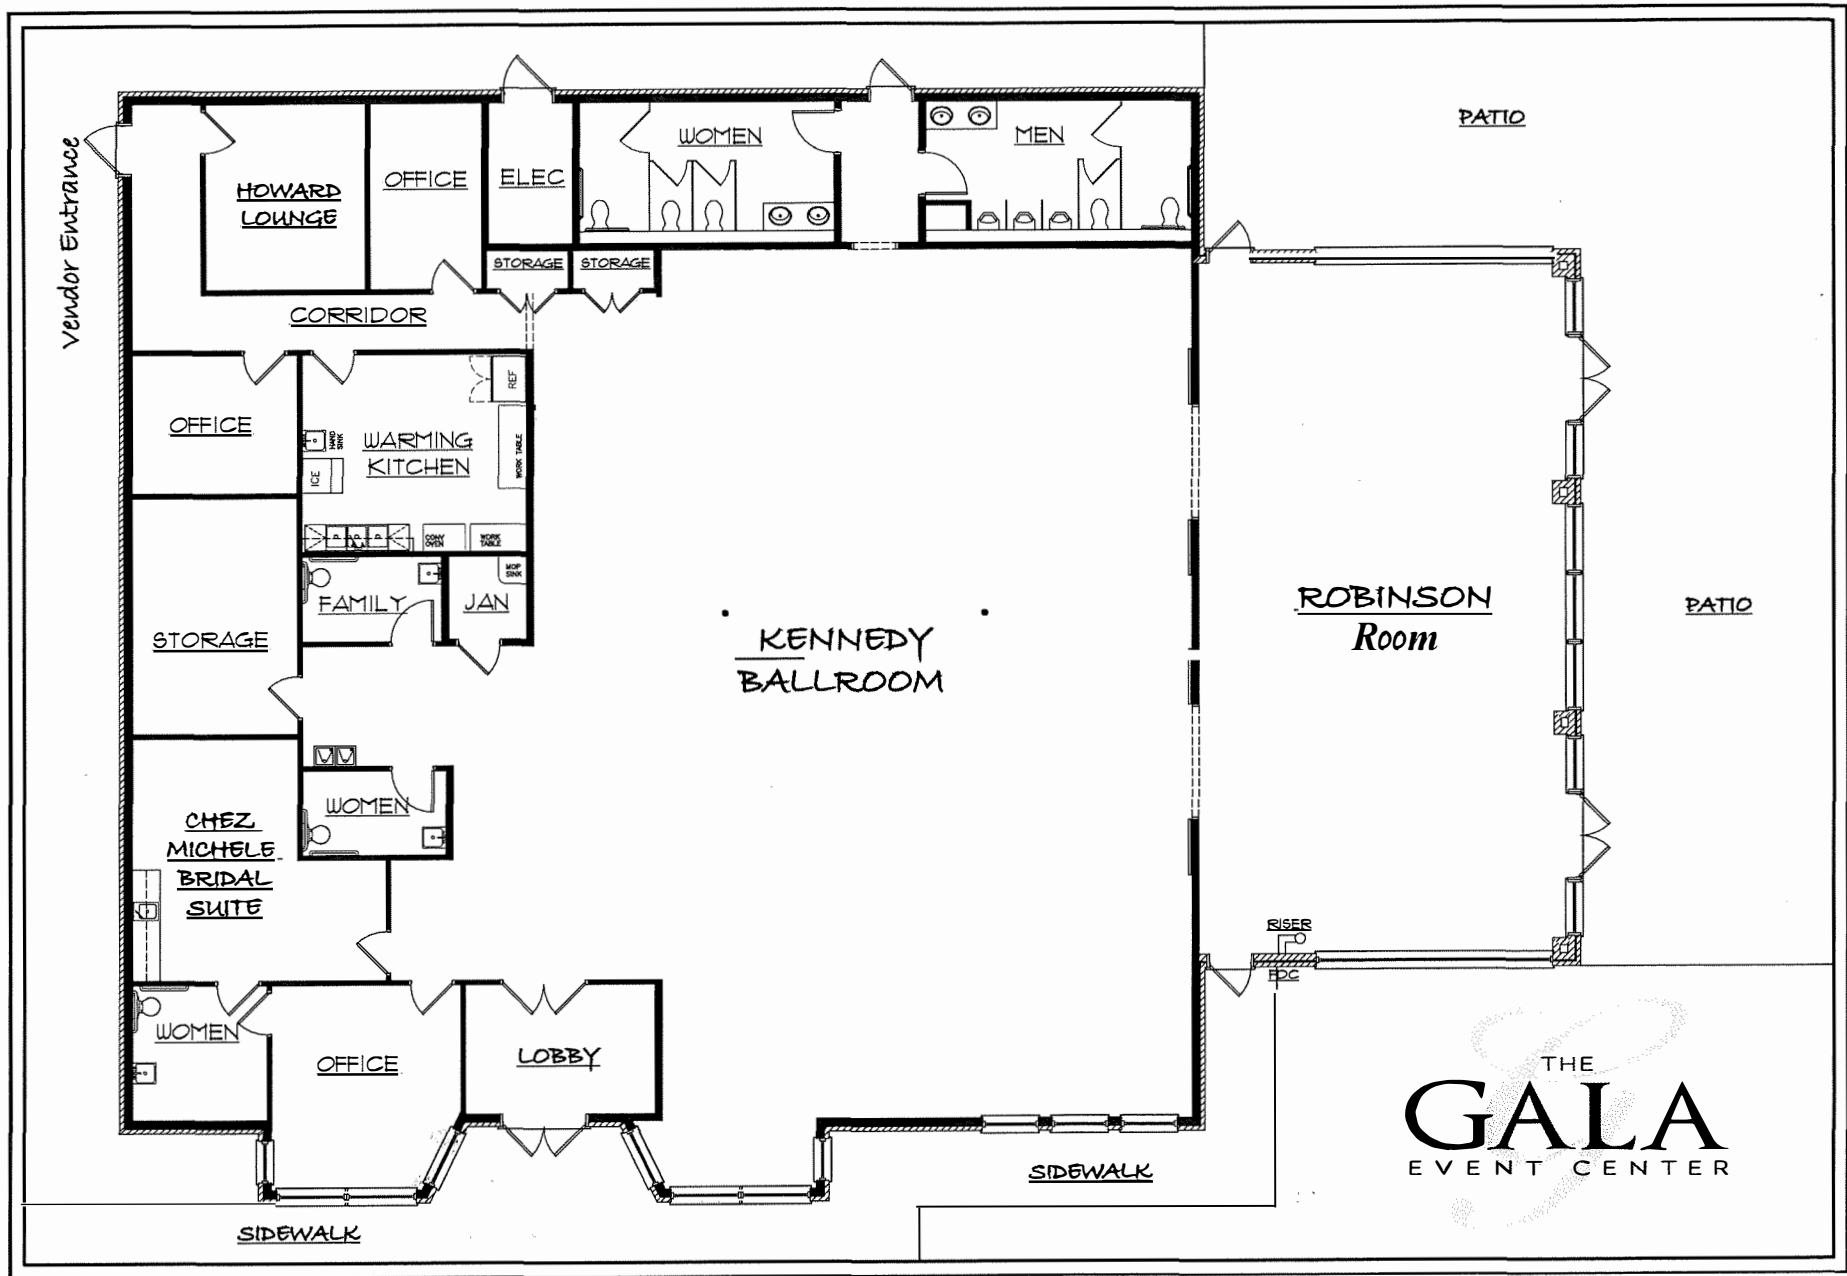 PATIO
Vendor Entrance
HOWARD
LOUNGE
OFFICE
ELEC
WOMEN
MEN
STORAGE
STORAGE
CORRIDOR
OFFICE
WARMING
KITCHEN
REF
WORK TABLE
HAND
SINK
ICE
CONV
OVEN
WORK
TABLE
MOP
SINK
FAMILY
JAN
STORAGE
KENNEDY
BALLROOM
ROBINSON
Room
PATIO
WOMEN
CHEZ
MICHELE
BRIDAL
SUITE
RISER
FDC
WOMEN
OFFICE
LOBBY
SIDEWALK
SIDEWALK
THE
GALA
EVENT CENTER